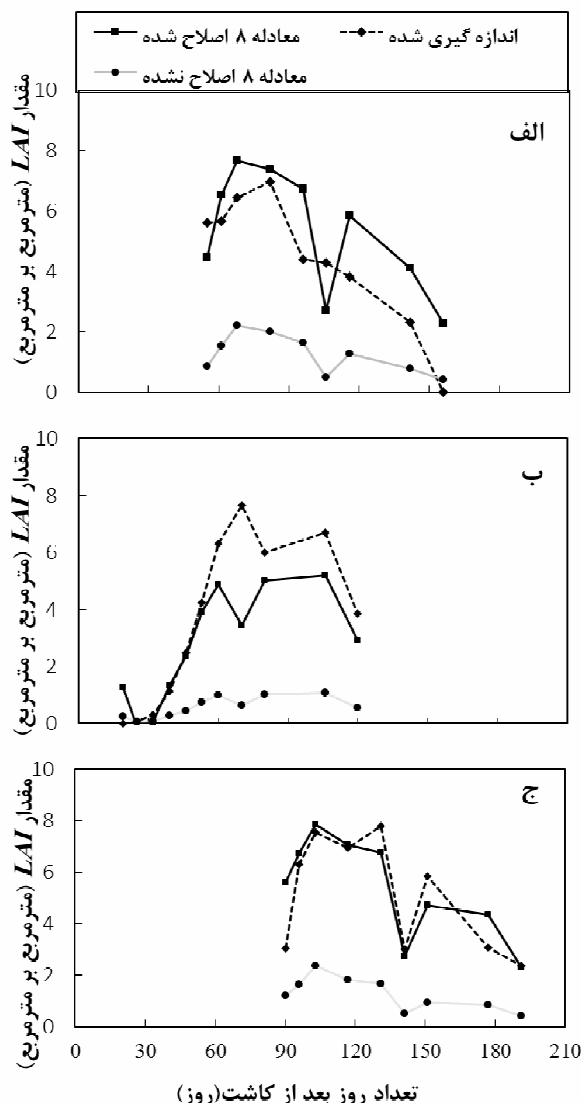 اندازه گیری شده معادله ۸ اصلاح شده
معادله ۸ اصلاح نشده
الف
مقدار LAI (مترمربع بر مترمربع)
10
8
6
4
2
0
ب
مقدار LAI (مترمربع بر مترمربع)
10
8
6
4
2
0
ج
مقدار LAI (مترمربع بر مترمربع)
10
8
6
4
2
0
0 30 60 90 120 150 180 210
تعداد روز بعد از کاشت(روز)